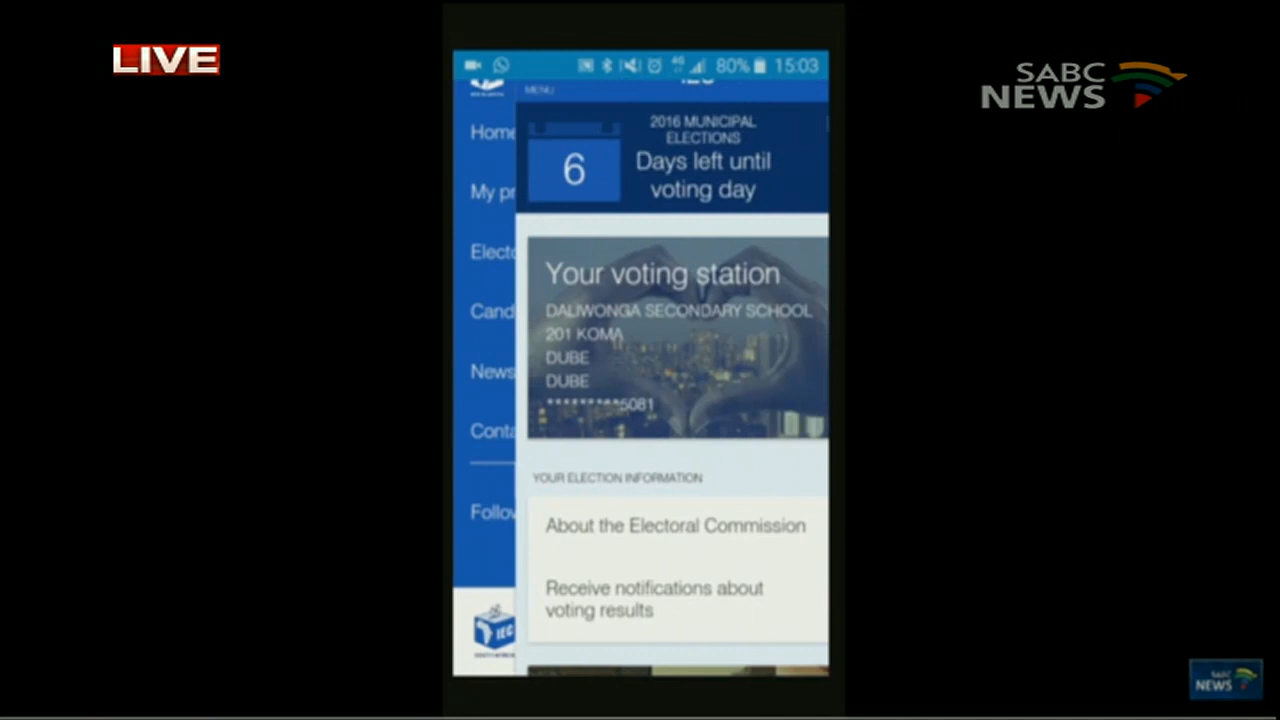 LIVE
SABC
NEWS
80% 15:03
MENU
2016 MUNICIPAL
ELECTIONS
6
Days left until
voting day
Home
My pr
Electo
Cand
News
Conta
Follow
Your voting station
DALIWONGA SECONDARY SCHOOL
201 KOMA
DUBE
DUBE
*********5081
YOUR ELECTION INFORMATION
About the Electoral Commission
Receive notifications about
voting results
IEC
SABC
NEWS